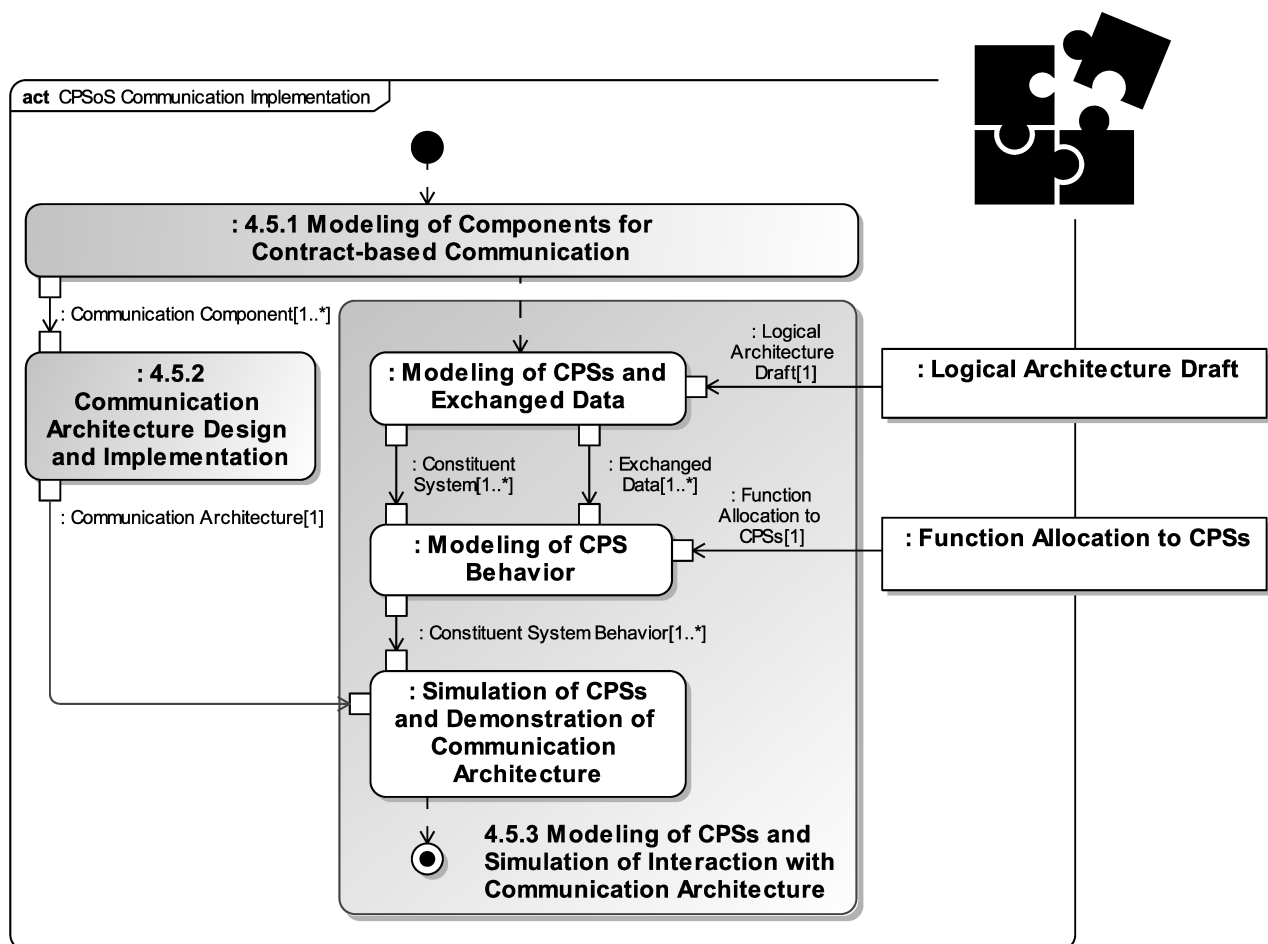 act CPSoS Communication Implementation
: 4.5.1 Modeling of Components for
Contract-based Communication
: Communication Component[1..*]
: 4.5.2
Communication
Architecture Design
and Implementation
: Communication Architecture[1]
: Modeling of CPSs and
Exchanged Data
: Logical
Architecture
Draft[1]
: Logical Architecture Draft
: Constituent
System[1..*]
: Exchanged
Data[1..*]
: Function
Allocation to
CPSs[1]
: Function Allocation to CPSs
: Modeling of CPS
Behavior
: Constituent System Behavior[1..*]
: Simulation of CPSs
and Demonstration of
Communication
Architecture
4.5.3 Modeling of CPSs and
Simulation of Interaction with
Communication Architecture